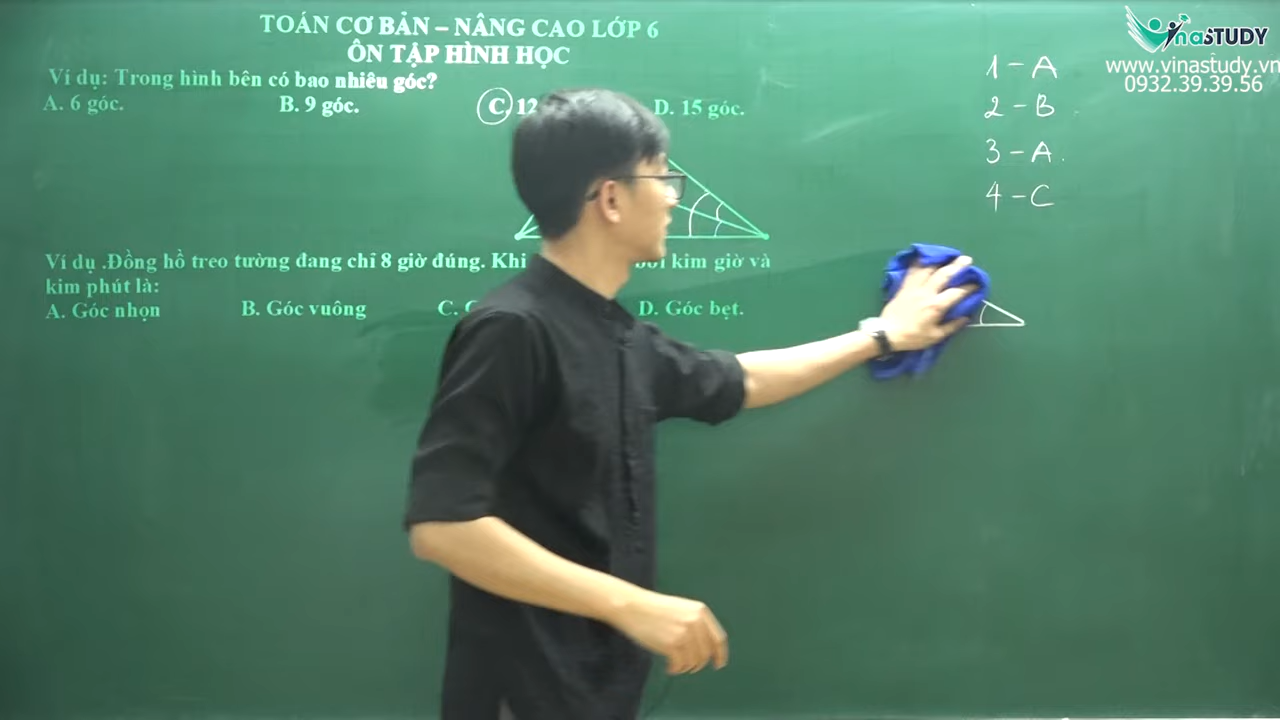 TOÁN CƠ BẢN – NÂNG CAO LỚP 6
ÔN TẬP HÌNH HỌC
Ví dụ: Trong hình bên có bao nhiêu góc?
A. 6 góc. B. 9 góc. C. 12 D. 15 góc.
Ví dụ .Đồng hồ treo tường đang chỉ 8 giờ đúng. Khi bởi kim giờ và
kim phút là:
A. Góc nhọn B. Góc vuông C. D. Góc bẹt.
1 - A
2 - B
3 - A.
4 - C
VinaSTUDY
www.vinastudy.vn
0932.39.39.56